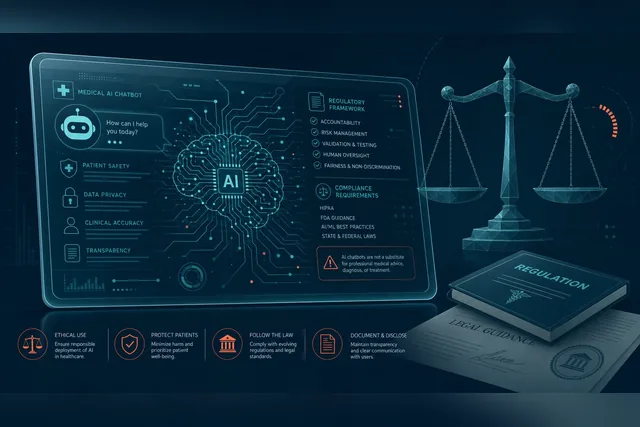 MEDICAL AI CHATBOT
How can I help
you today?
PATIENT SAFETY
DATA PRIVACY
CLINICAL ACCURACY
TRANSPARENCY
AI
REGULATORY
FRAMEWORK
ACCOUNTABILITY
RISK MANAGEMENT
VALIDATION & TESTING
HUMAN OVERSIGHT
FAIRNESS & NON-DISCRIMINATION
COMPLIANCE
REQUIREMENTS
FDA GUIDANCE
AI/ML BEST PRACTICES
STATE & FEDERAL LAWS
AI chatbots are not a substitute
for professional medical advice,
diagnosis, or treatment.
REGULATION
LEGAL GUIDANCE
ETHICAL USE
Ensure responsible
deployment of AI
in healthcare.
PROTECT PATIENTS
Minimize harm and
prioritize patient
well-being.
FOLLOW THE LAW
Comply with evolving
regulations and legal
standards.
DOCUMENT & DISCLOSE
Maintain transparency
and clear communication
with users.